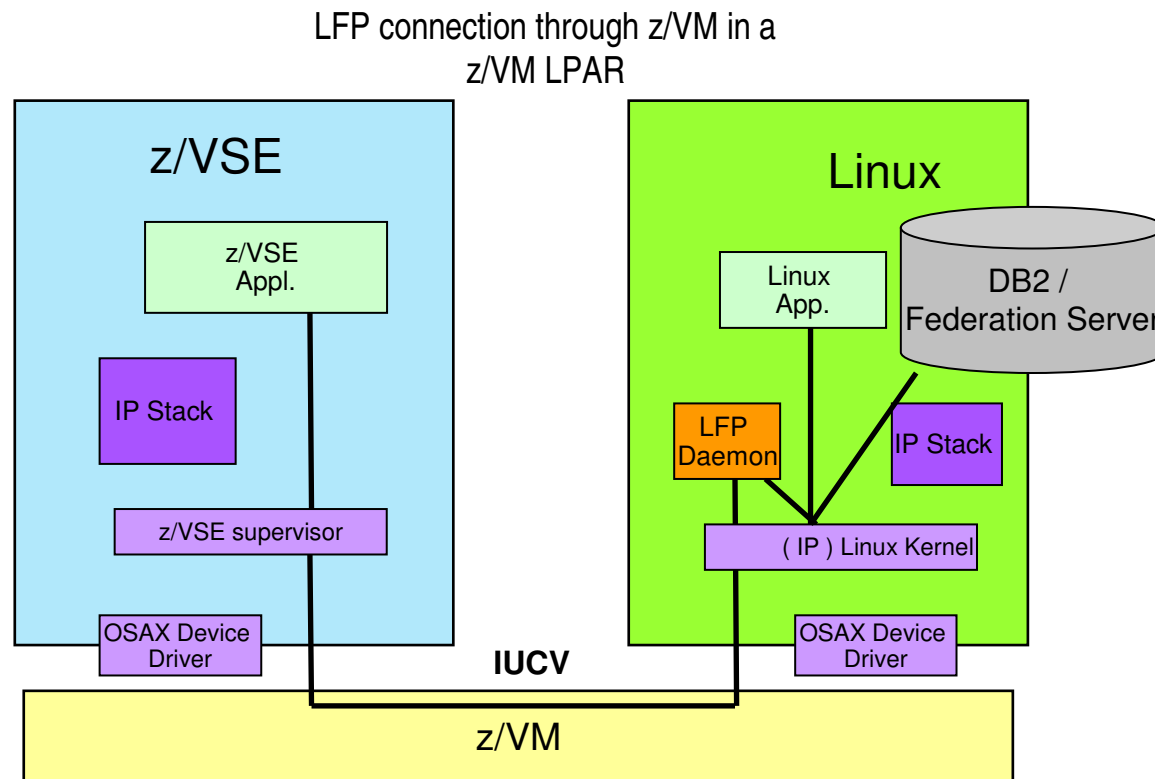 LFP connection through z/VM in a
z/VM LPAR
z/VSE
z/VSE
Appl.
IP Stack
z/VSE supervisor
OSAX Device
Driver
Linux
Linux
App.
DB2 /
Federation Server
LFP
Daemon
IP Stack
( IP ) Linux Kernel
OSAX Device
Driver
IUCV
z/VM